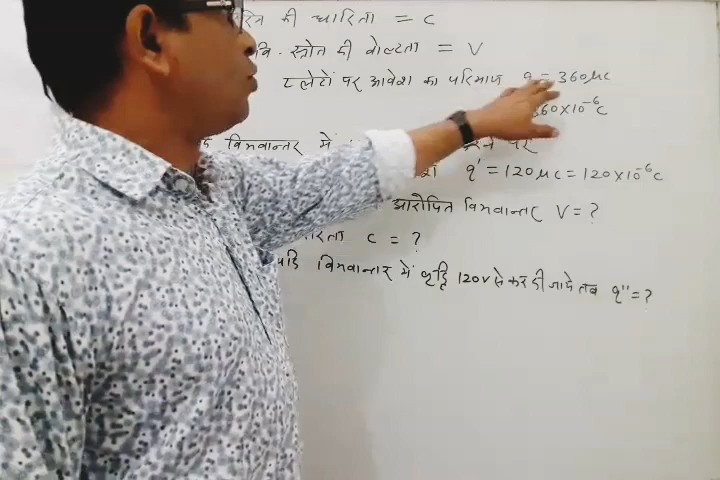 की धारिता = C
स्रोत की वोल्टता = V
प्लेटों पर आवेश का परिमाण q = 360μC
360×10⁻⁶C
विभवान्तर में पर
q' = 120μC = 120×10⁻⁶C
आरोपित विभवान्तर V = ?
C = ?
यदि विभवान्तर में वृद्धि 120V से कर दी जाये तब q'' = ?